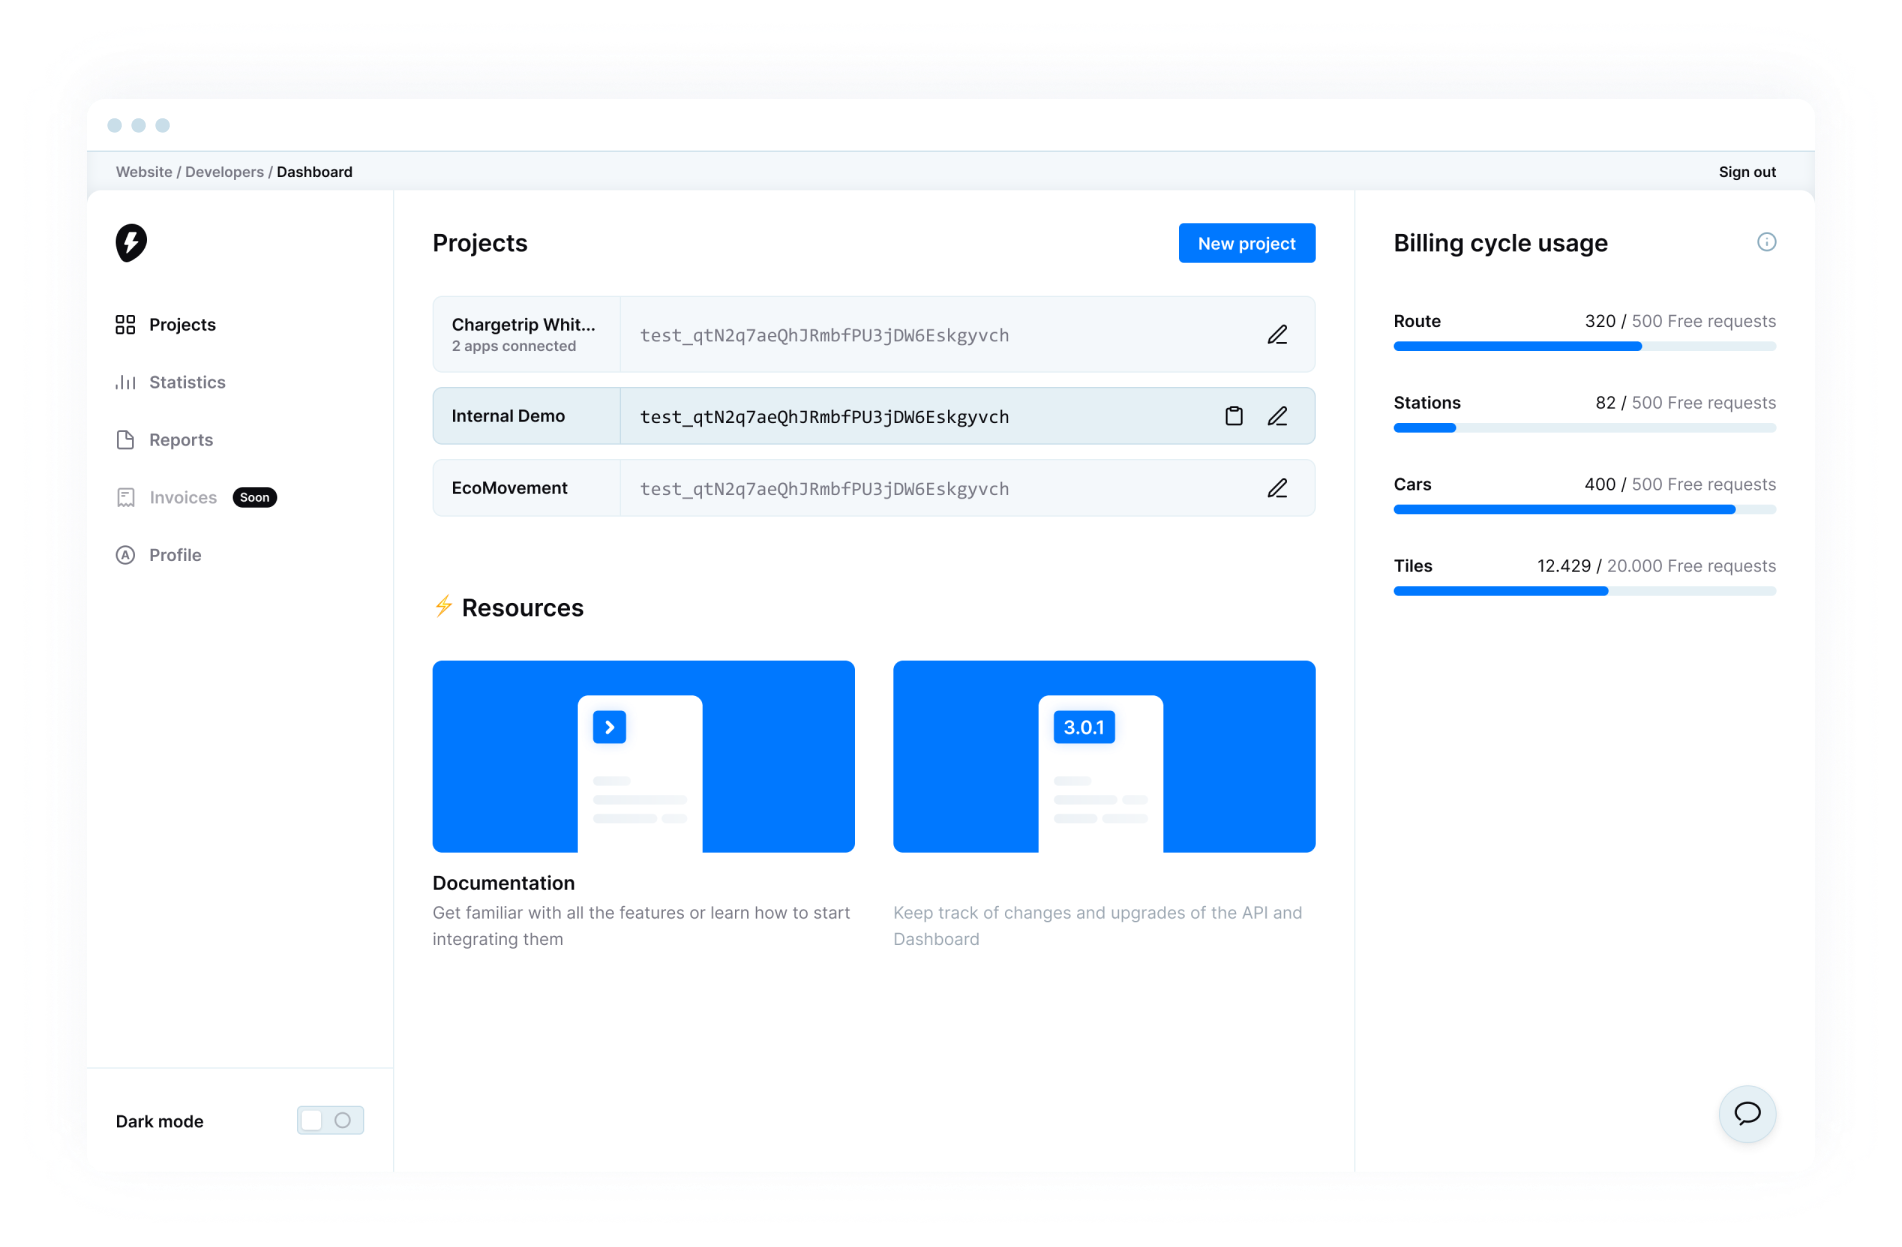 Website / Developers / Dashboard
Sign out
Projects
Statistics
Reports
Invoices Soon
Profile
Dark mode
Projects
New project
Chargetrip Whit...
2 apps connected
test_qtN2q7aeQhJRmbfPU3jDW6Eskgyvch
Internal Demo
test_qtN2q7aeQhJRmbfPU3jDW6Eskgyvch
EcoMovement
test_qtN2q7aeQhJRmbfPU3jDW6Eskgyvch
⚡ Resources
3.0.1
Documentation
Get familiar with all the features or learn how to start
integrating them
Keep track of changes and upgrades of the API and
Dashboard
Billing cycle usage
Route 320 / 500 Free requests
Stations 82 / 500 Free requests
Cars 400 / 500 Free requests
Tiles 12.429 / 20.000 Free requests